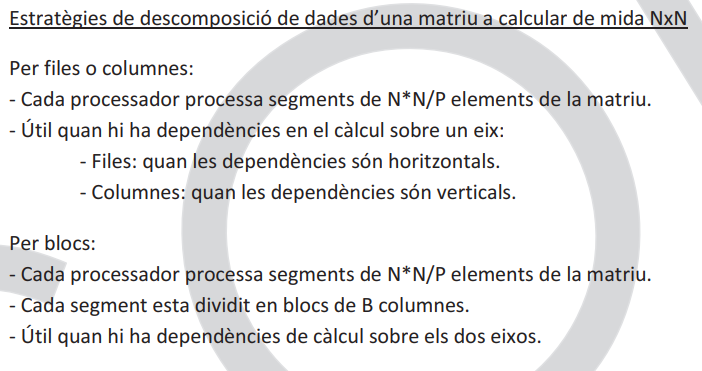 Estratègies de descomposició de dades d’una matriu a calcular de mida NxN
Per files o columnes:
- Cada processador processa segments de N*N/P elements de la matriu.
- Útil quan hi ha dependències en el càlcul sobre un eix:
- Files: quan les dependències són horitzontals.
- Columnes: quan les dependències són verticals.
Per blocs:
- Cada processador processa segments de N*N/P elements de la matriu.
- Cada segment esta dividit en blocs de B columnes.
- Útil quan hi ha dependències de càlcul sobre els dos eixos.